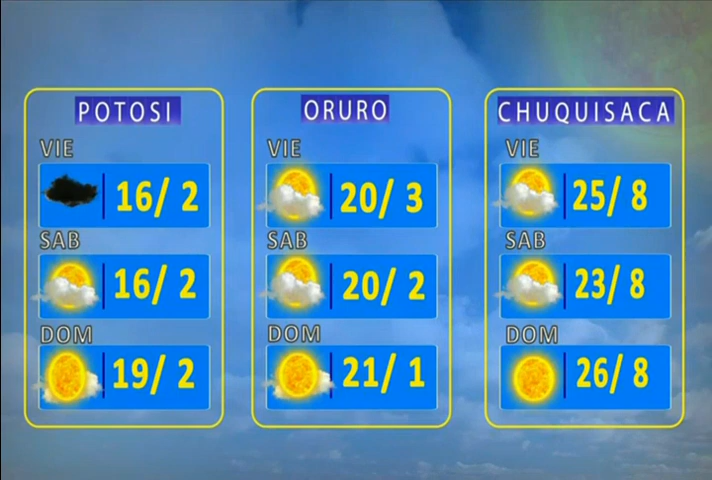 POTOSI
VIE
16/ 2
SAB
16/ 2
DOM
19/ 2
ORURO
VIE
20/ 3
SAB
20/ 2
DOM
21/ 1
CHUQUISACA
VIE
25/ 8
SAB
23/ 8
DOM
26/ 8